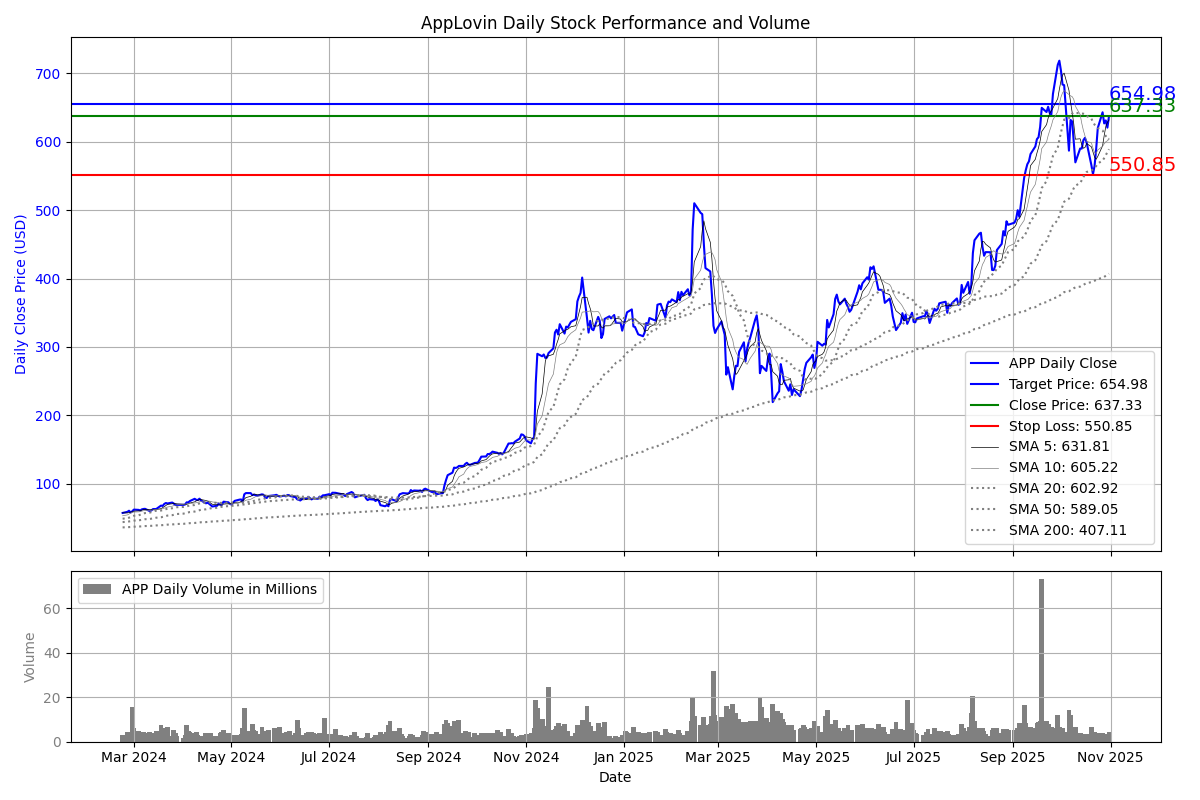 AppLovin Daily Stock Performance and Volume
Daily Close Price (USD)
700
600
500
400
300
200
100
654.98
637.33
550.85
APP Daily Close
Target Price: 654.98
Close Price: 637.33
Stop Loss: 550.85
SMA 5: 631.81
SMA 10: 605.22
SMA 20: 602.92
SMA 50: 589.05
SMA 200: 407.11
APP Daily Volume in Millions
Volume
60
40
20
0
Mar 2024 May 2024 Jul 2024 Sep 2024 Nov 2024 Jan 2025 Mar 2025 May 2025 Jul 2025 Sep 2025 Nov 2025
Date